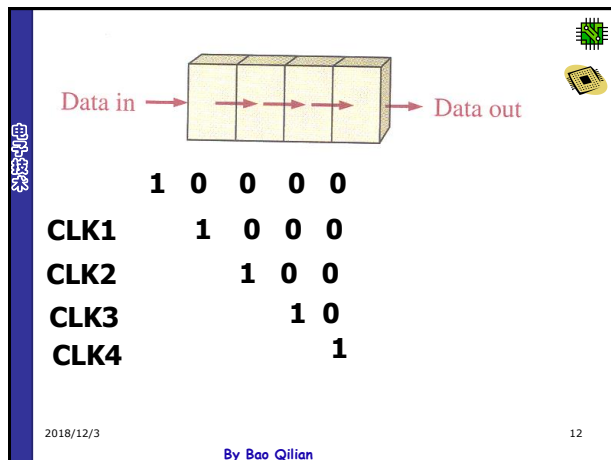 Data in
Data out
电子技术
1 0 0 0 0
CLK1 1 0 0 0
CLK2 1 0 0
CLK3 1 0
CLK4 1
2018/12/3
12
By Bao Qilian